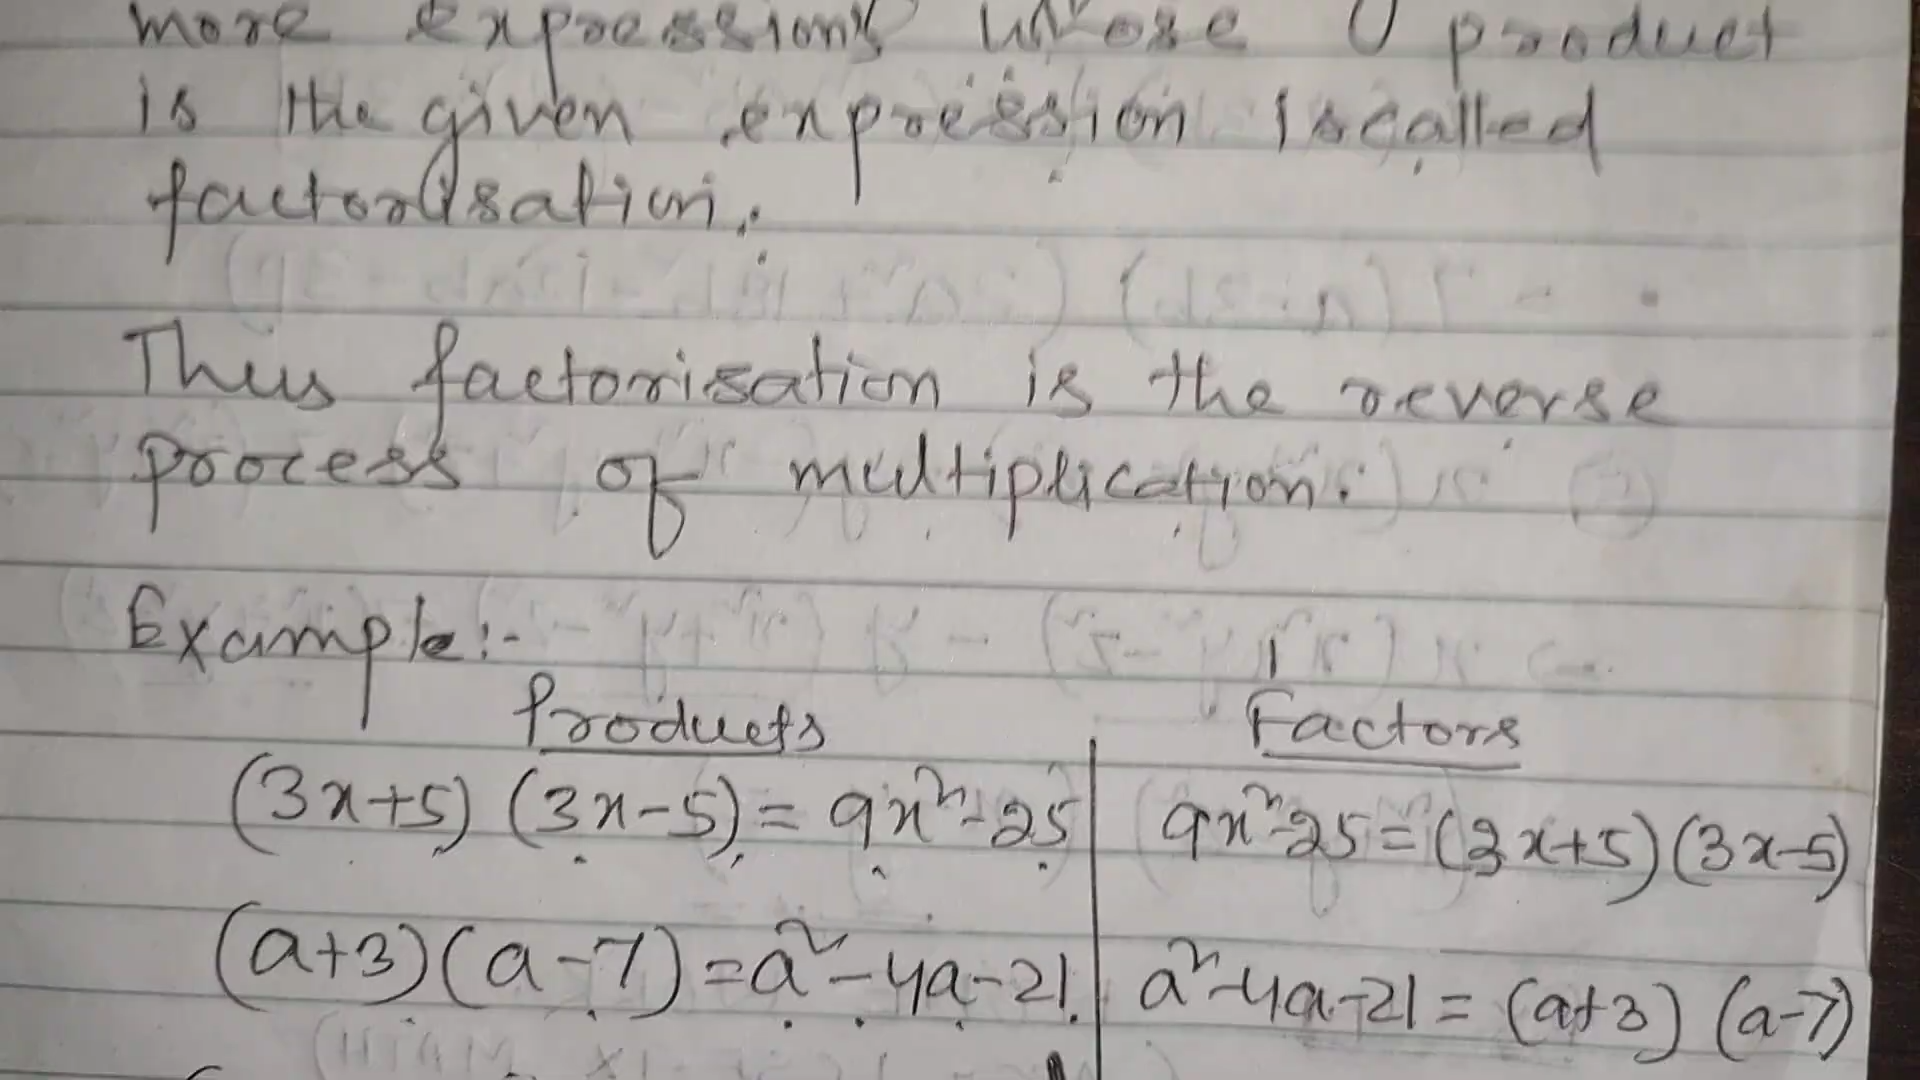 more expressions whose product
is the given expression is called
factorisation.
Thus factorisation is the reverse
process of multiplication.
Example:-
Products
Factors
(3x+5) (3x-5) = 9x²-25
9x²-25 = (3x+5) (3x-5)
(a+3) (a-7) = a²-4a-21
a²-4a-21 = (a+3) (a-7)